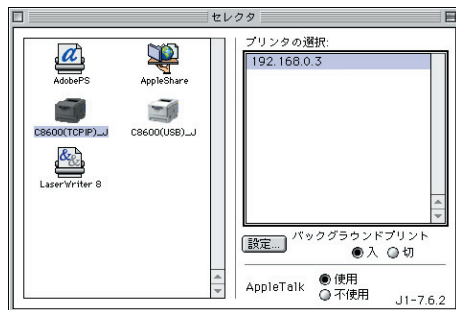 セレクタ
AdobePS
AppleShare
C8600(TCPIP)_J
C8600(USB)_J
LaserWriter 8
プリンタの選択:
192.168.0.3
設定...
バックグラウンドプリント
入 切
AppleTalk
使用
不使用
J1-7.6.2